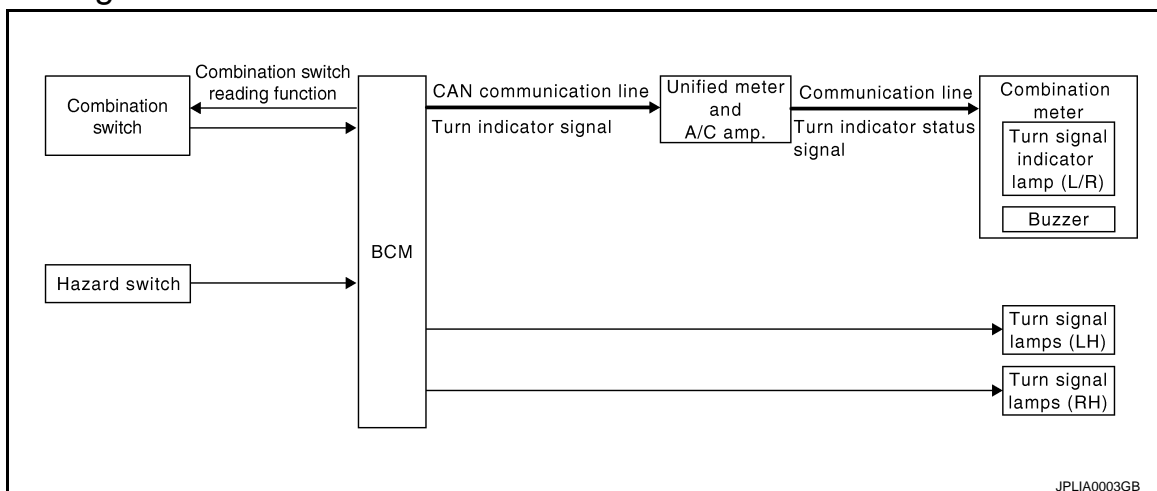 Combination
switch
Combination switch
reading function
Hazard switch
BCM
CAN communication line
Turn indicator signal
Unified meter
and
A/C amp.
Communication line
Turn indicator status
signal
Combination
meter
Turn signal
indicator
lamp (L/R)
Buzzer
Turn signal
lamps (LH)
Turn signal
lamps (RH)
JPLIA0003GB